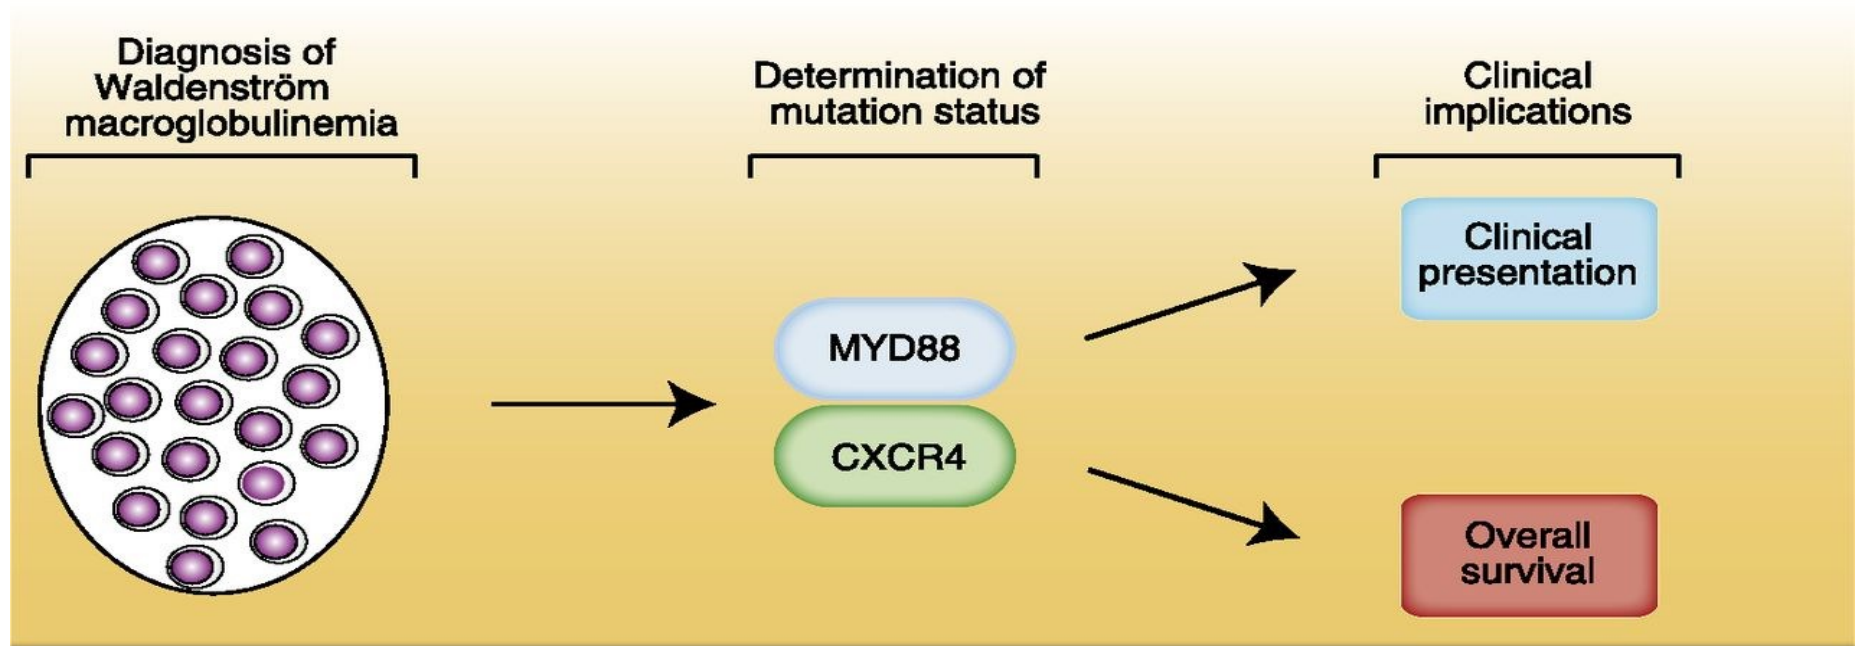 Diagnosis of
Waldenström
macroglobulinemia
Determination of
mutation status
Clinical
implications
MYD88
CXCR4
Clinical
presentation
Overall
survival